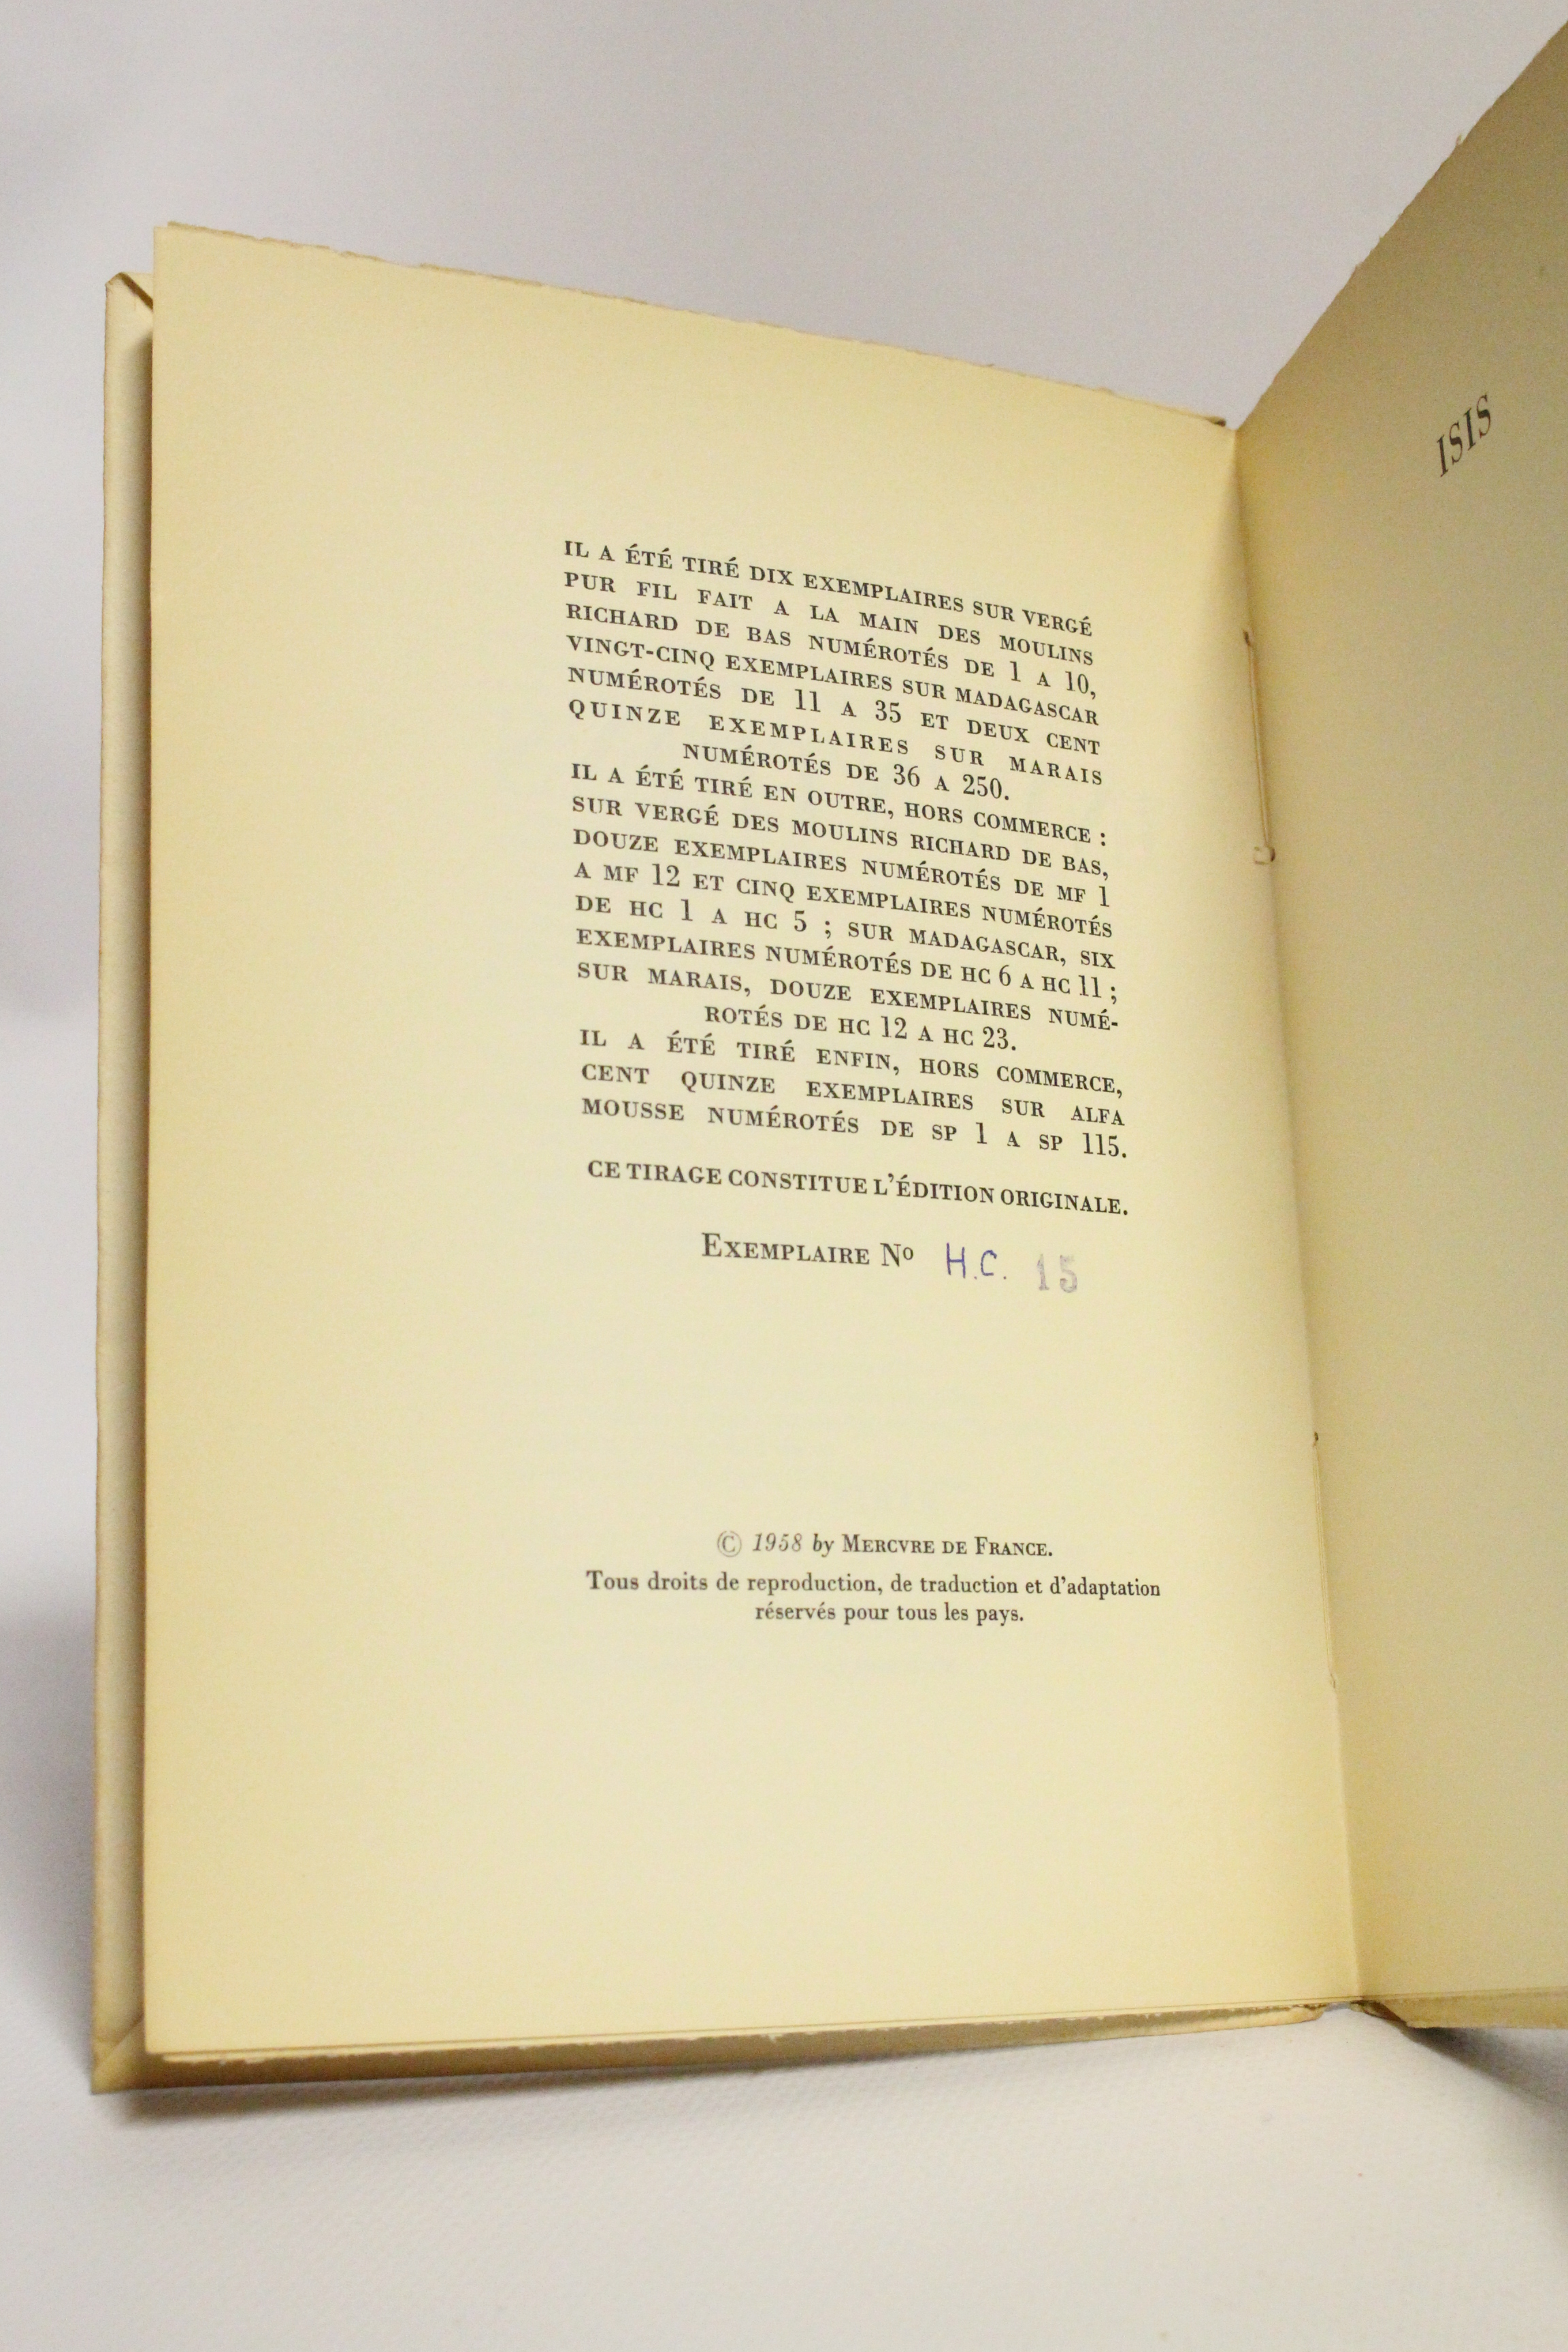 IL A ÉTÉ TIRÉ DIX EXEMPLAIRES SUR VERGÉ
PUR FIL FAIT A LA MAIN DES MOULINS
RICHARD DE BAS NUMÉROTÉS DE 1 A 10,
VINGT-CINQ EXEMPLAIRES SUR MADAGASCAR
NUMÉROTÉS DE 11 A 35 ET DEUX CENT
QUINZE EXEMPLAIRES SUR MARAIS
NUMÉROTÉS DE 36 A 250.
IL A ÉTÉ TIRÉ EN OUTRE, HORS COMMERCE :
SUR VERGÉ DES MOULINS RICHARD DE BAS,
DOUZE EXEMPLAIRES NUMÉROTÉS DE MF 1
A MF 12 ET CINQ EXEMPLAIRES NUMÉROTÉS
DE HC 1 A HC 5 ; SUR MADAGASCAR, SIX
EXEMPLAIRES NUMÉROTÉS DE HC 6 A HC 11 ;
SUR MARAIS, DOUZE EXEMPLAIRES NUMÉ-
ROTÉS DE HC 12 A HC 23.
IL A ÉTÉ TIRÉ ENFIN, HORS COMMERCE,
CENT QUINZE EXEMPLAIRES SUR ALFA
MOUSSE NUMÉROTÉS DE SP 1 A SP 115.
CE TIRAGE CONSTITUE L'ÉDITION ORIGINALE.
EXEMPLAIRE Nº H.C. 15
© 1958 by MERCVRE DE FRANCE.
Tous droits de reproduction, de traduction et d'adaptation
réservés pour tous les pays.
ISIS